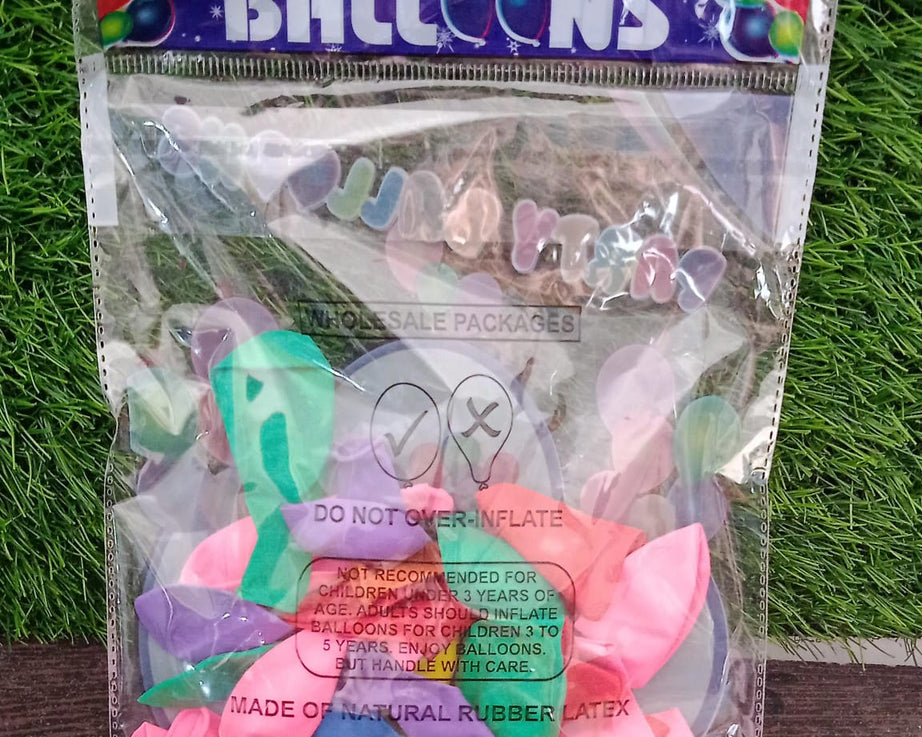 BALLOONS
WHOLESALE PACKAGES
DO NOT OVER-INFLATE
NOT RECOMMENDED FOR
CHILDREN UNDER 3 YEARS OF
AGE. ADULTS SHOULD INFLATE
BALLOONS FOR CHILDREN 3 TO
5 YEARS. ENJOY BALLOONS.
BUT HANDLE WITH CARE.
MADE OF NATURAL RUBBER LATEX